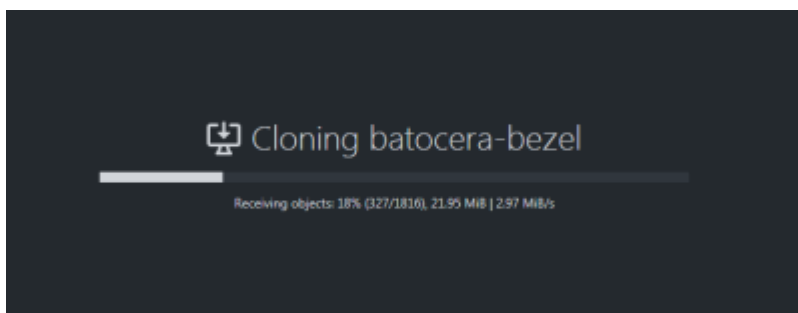 Cloning batocera-bezel
Receiving objects: 18% (327/1816), 21.95 MiB | 2.97 MiB/s